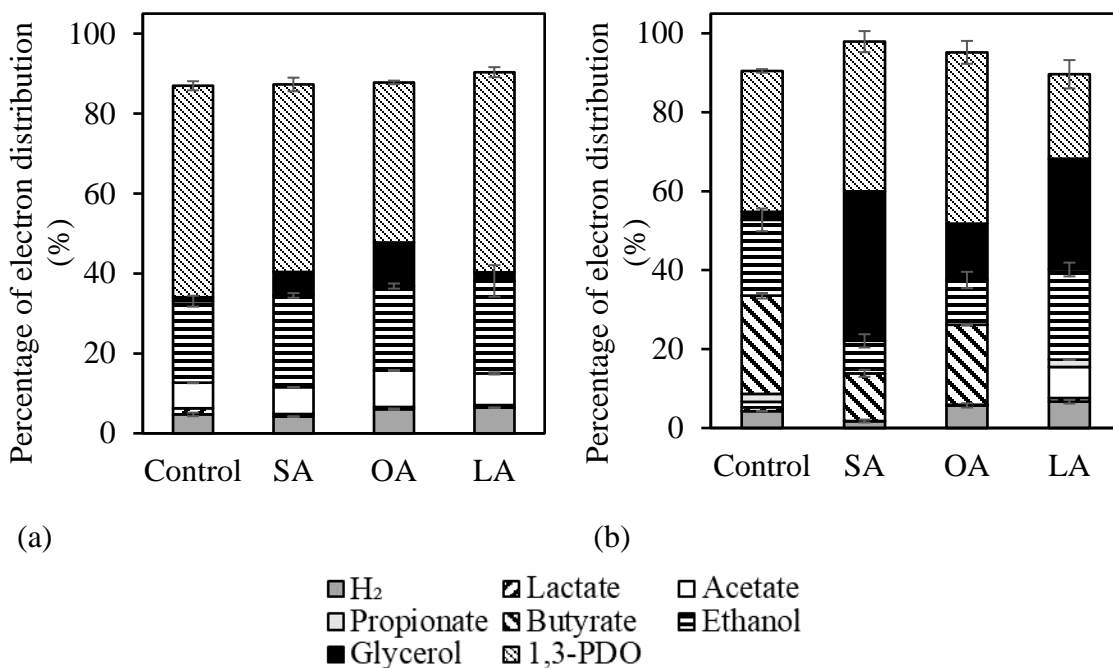 Percentage of electron distribution
(%)
100
80
60
40
20
0
Control SA OA LA
(a)
Percentage of electron distribution
(%)
100
80
60
40
20
0
Control SA OA LA
(b)
H₂ Lactate Acetate
Propionate Butyrate Ethanol
Glycerol 1,3-PDO